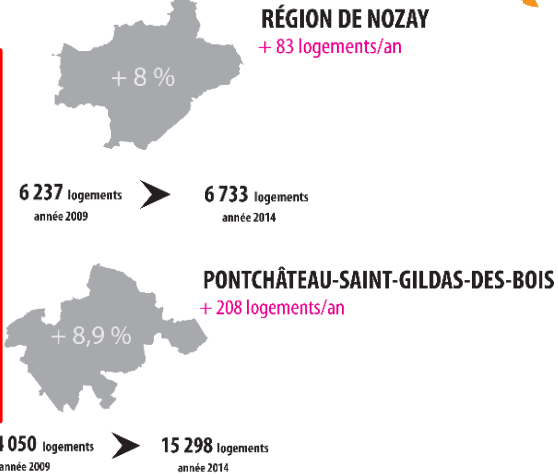 RÉGION DE NOZAY
+ 83 logements/an
+ 8 %
6 237 logements
année 2009
6 733 logements
année 2014
PONTCHÂTEAU-SAINT-GILDAS-DES-BOIS
+ 208 logements/an
+ 8,9 %
050 logements
année 2009
15 298 logements
année 2014